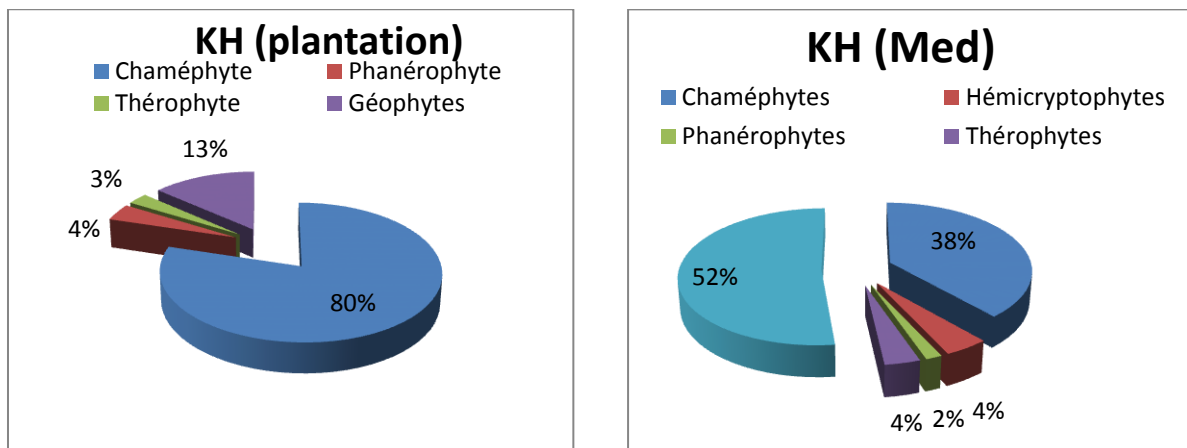 KH (plantation)
Chaméphyte Phanérophyte
Thérophyte Géophytes
13%
3%
4%
80%
KH (Med)
Chaméphytes Hémicryptophytes
Phanérophytes Thérophytes
38%
52%
4% 2% 4%